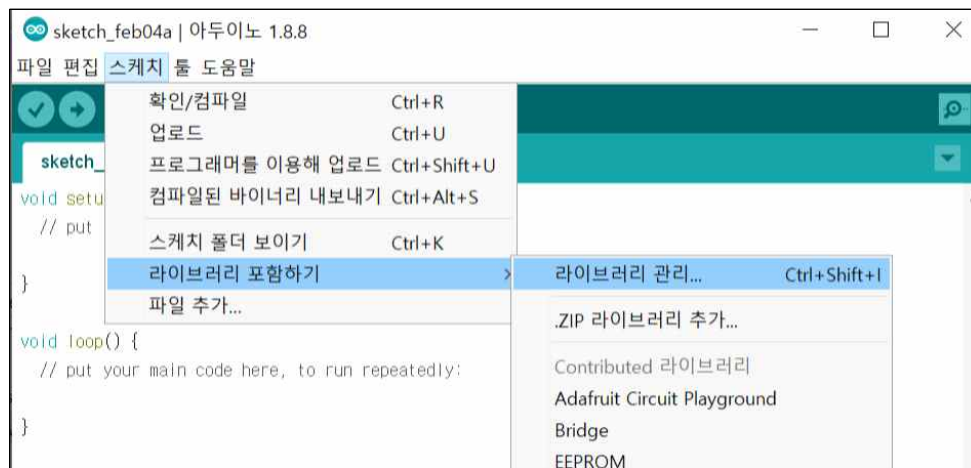 sketch_feb04a | 아두이노 1.8.8
파일 편집 스케치 툴 도움말
확인/컴파일 Ctrl+R
업로드 Ctrl+U
프로그래머를 이용해 업로드 Ctrl+Shift+U
컴파일된 바이너리 내보내기 Ctrl+Alt+S
스케치 폴더 보이기 Ctrl+K
라이브러리 포함하기
파일 추가...
라이브러리 관리... Ctrl+Shift+I
.ZIP 라이브러리 추가...
Contributed 라이브러리
Adafruit Circuit Playground
Bridge
EEPROM
sketch_
void setu
// put
}
void loop() {
// put your main code here, to run repeatedly:
}